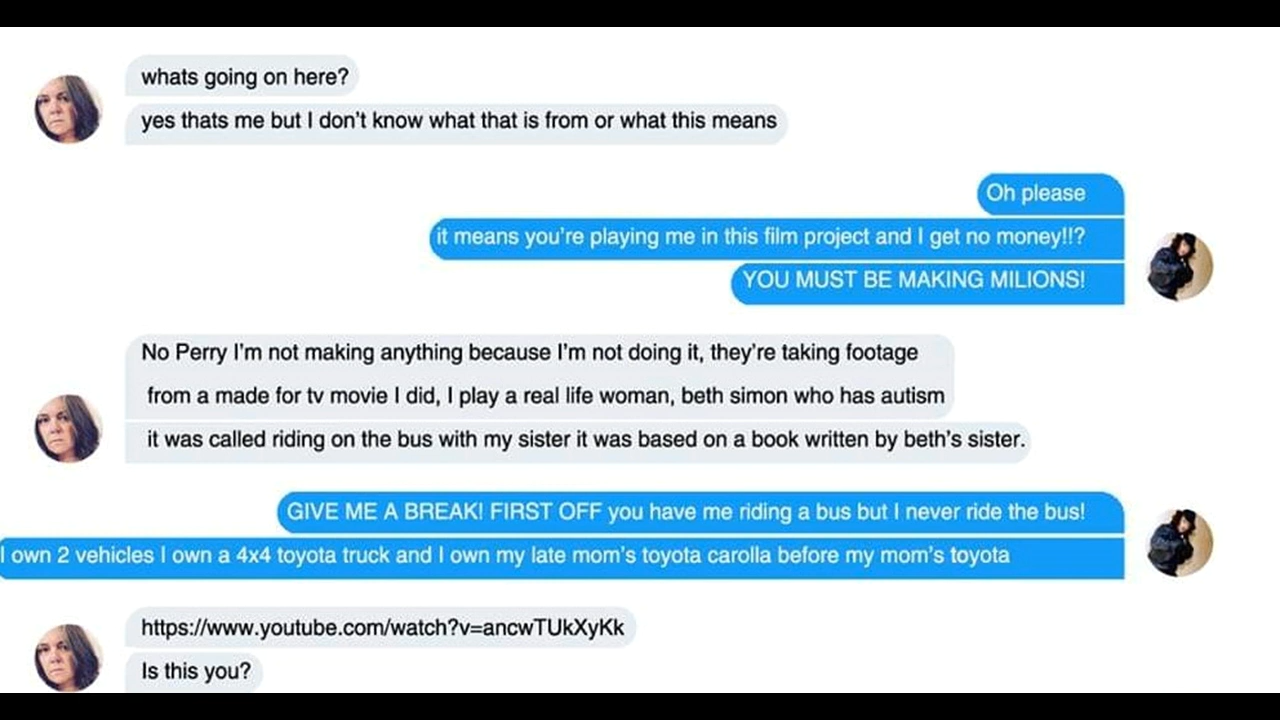 whats going on here?
yes thats me but I don't know what that is from or what this means
Oh please
it means you're playing me in this film project and I get no money!!?
YOU MUST BE MAKING MILIONS!
No Perry I'm not making anything because I'm not doing it, they're taking footage
from a made for tv movie I did, I play a real life woman, beth simon who has autism
it was called riding on the bus with my sister it was based on a book written by beth's sister.
GIVE ME A BREAK! FIRST OFF you have me riding a bus but I never ride the bus!
I own 2 vehicles I own a 4x4 toyota truck and I own my late mom's toyota carolla before my mom's toyota
https://www.youtube.com/watch?v=ancwTUkXyKk
Is this you?